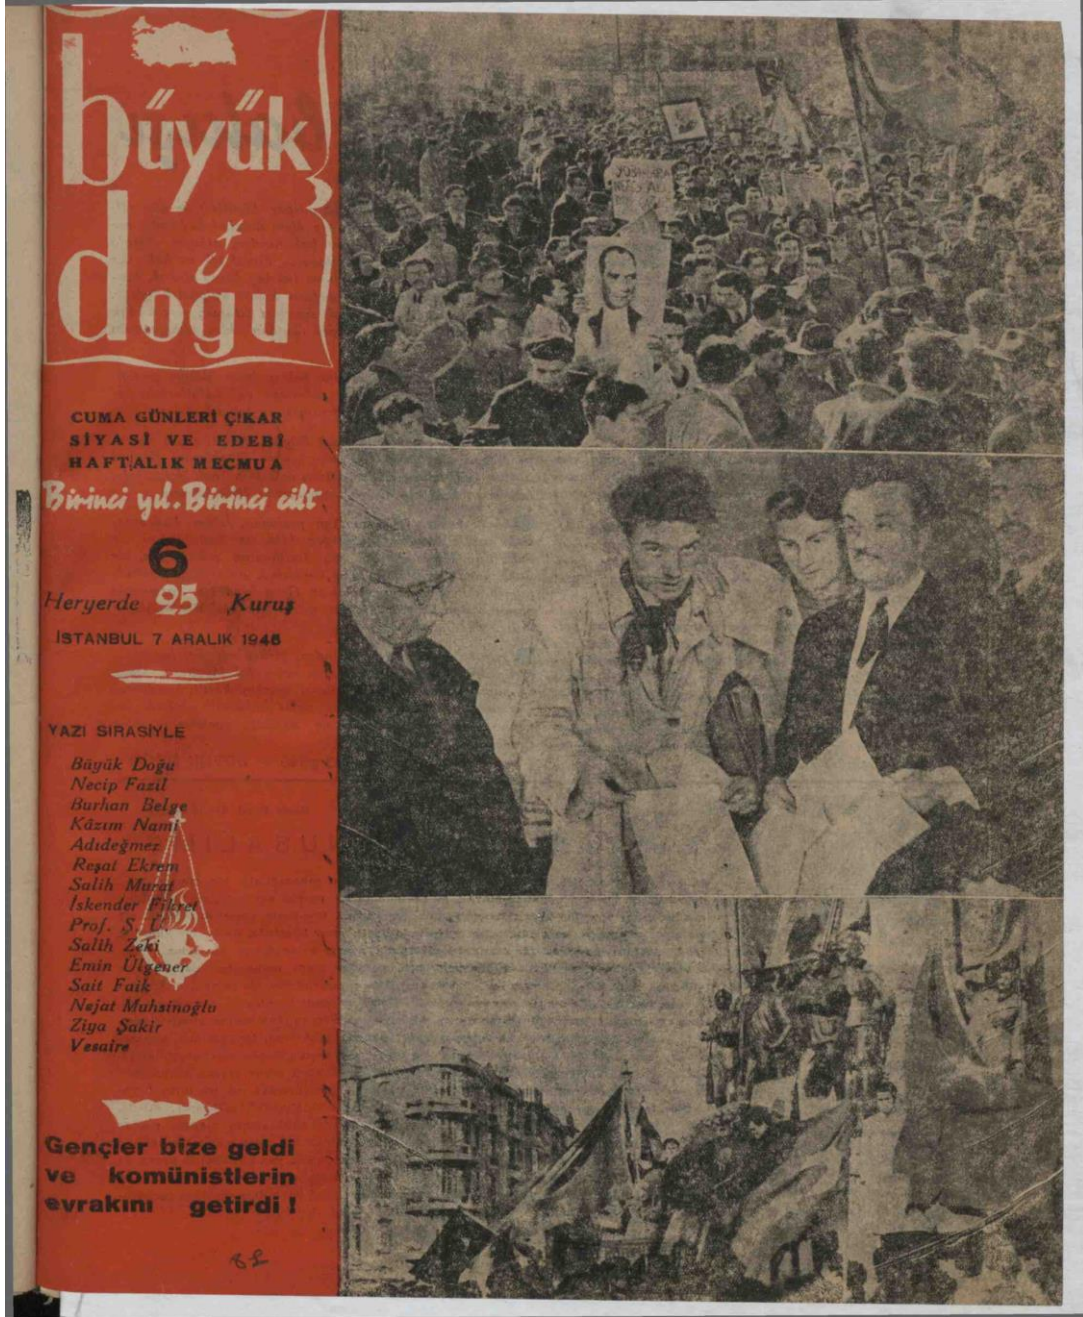 büyük
doğu
CUMA GÜNLERİ ÇIKAR
SİYASİ VE EDEBİ
HAFTALIK MECMUA
Birinci yıl. Birinci cilt
6
Heryerde 25 Kuruş
İSTANBUL 7 ARALIK 1945
YAZI SIRASİYLE
Büyük Doğu
Necip Fazıl
Burhan Belge
Kâzım Nami
Adıdeğmez
Reşat Ekrem
Salih Murat
İskender Fikret
Prof. Ş. Ü.
Salih Zeki
Emin Ülgener
Sait Faik
Nejat Muhsinoğlu
Ziya Şakir
Vesaire
Gençler bize geldi
ve komünistlerin
evrakını getirdi !